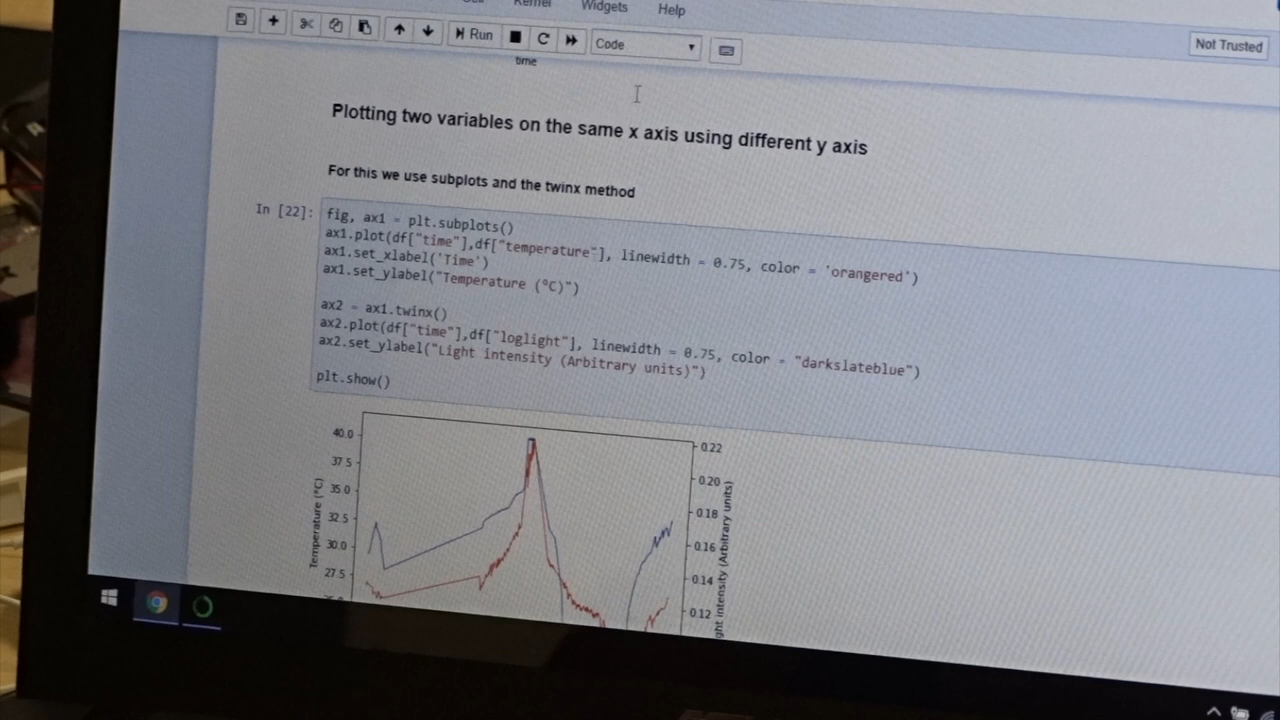 Kernel Widgets Help
Run Code Not Trusted
time
Plotting two variables on the same x axis using different y axis
For this we use subplots and the twinx method
In [22]:
fig, ax1 = plt.subplots()
ax1.plot(df["time"],df["temperature"], linewidth = 0.75, color = 'orangered')
ax1.set_xlabel('Time')
ax1.set_ylabel("Temperature (°C)")
ax2 = ax1.twinx()
ax2.plot(df["time"],df["loglight"], linewidth = 0.75, color = "darkslateblue")
ax2.set_ylabel("Light intensity (Arbitrary units)")
plt.show()
40.0
37.5
35.0
32.5
30.0
27.5
Temperature (°C)
0.22
0.20
0.18
0.16
0.14
0.12
intensity (Arbitrary units)